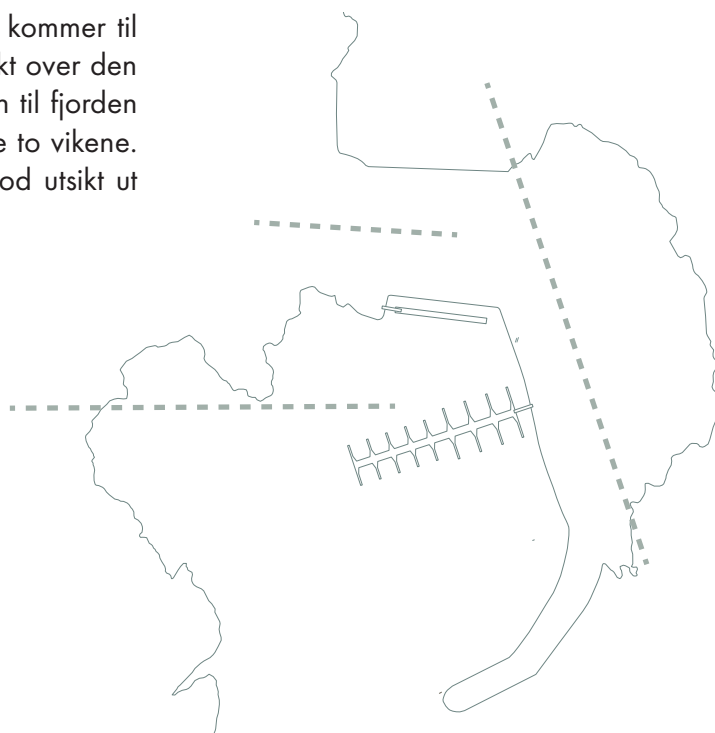 kommer til
kt over den
n til fjorden
e to vikene.
od utsikt ut